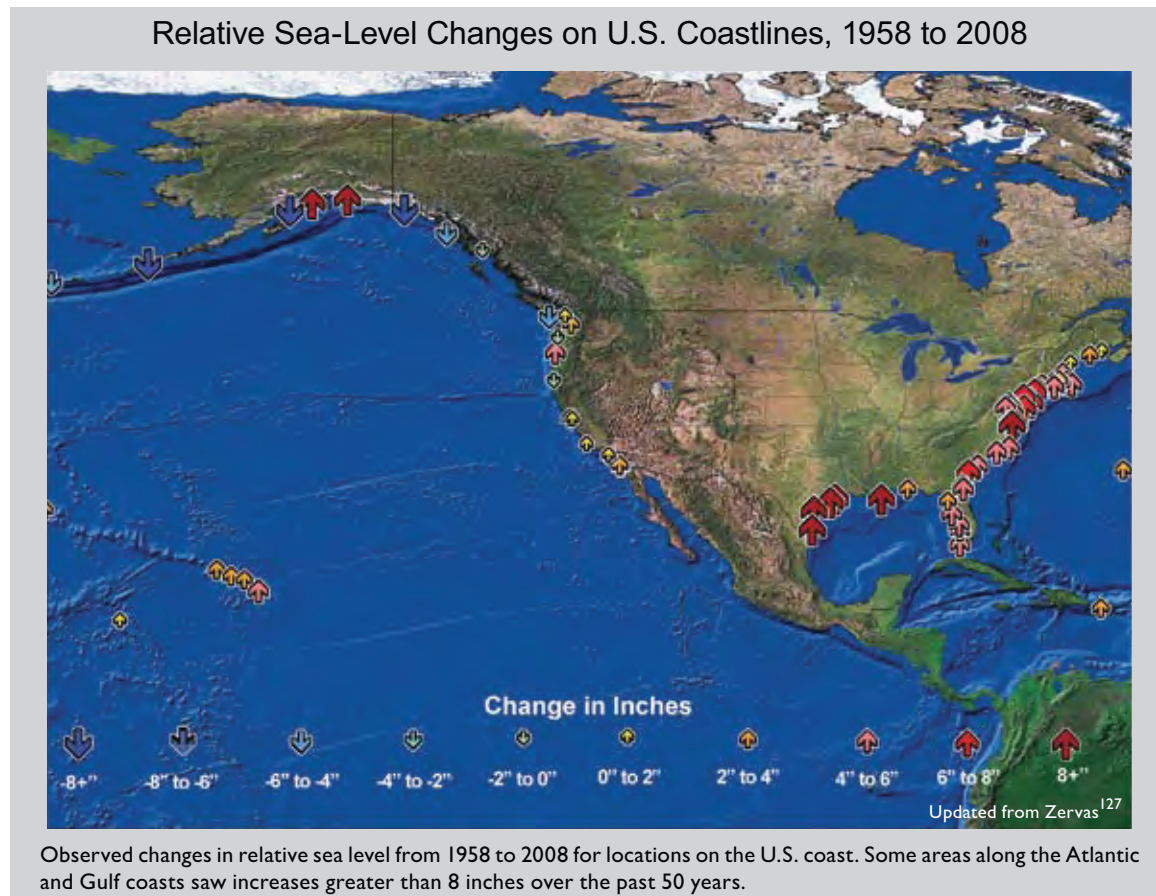 Relative Sea-Level Changes on U.S. Coastlines, 1958 to 2008
Change in Inches
-8+" -8" to -6" -6" to -4" -4" to -2" -2" to 0" 0" to 2" 2" to 4" 4" to 6" 6" to 8" 8+"
Updated from Zervas127
Observed changes in relative sea level from 1958 to 2008 for locations on the U.S. coast. Some areas along the Atlantic
and Gulf coasts saw increases greater than 8 inches over the past 50 years.